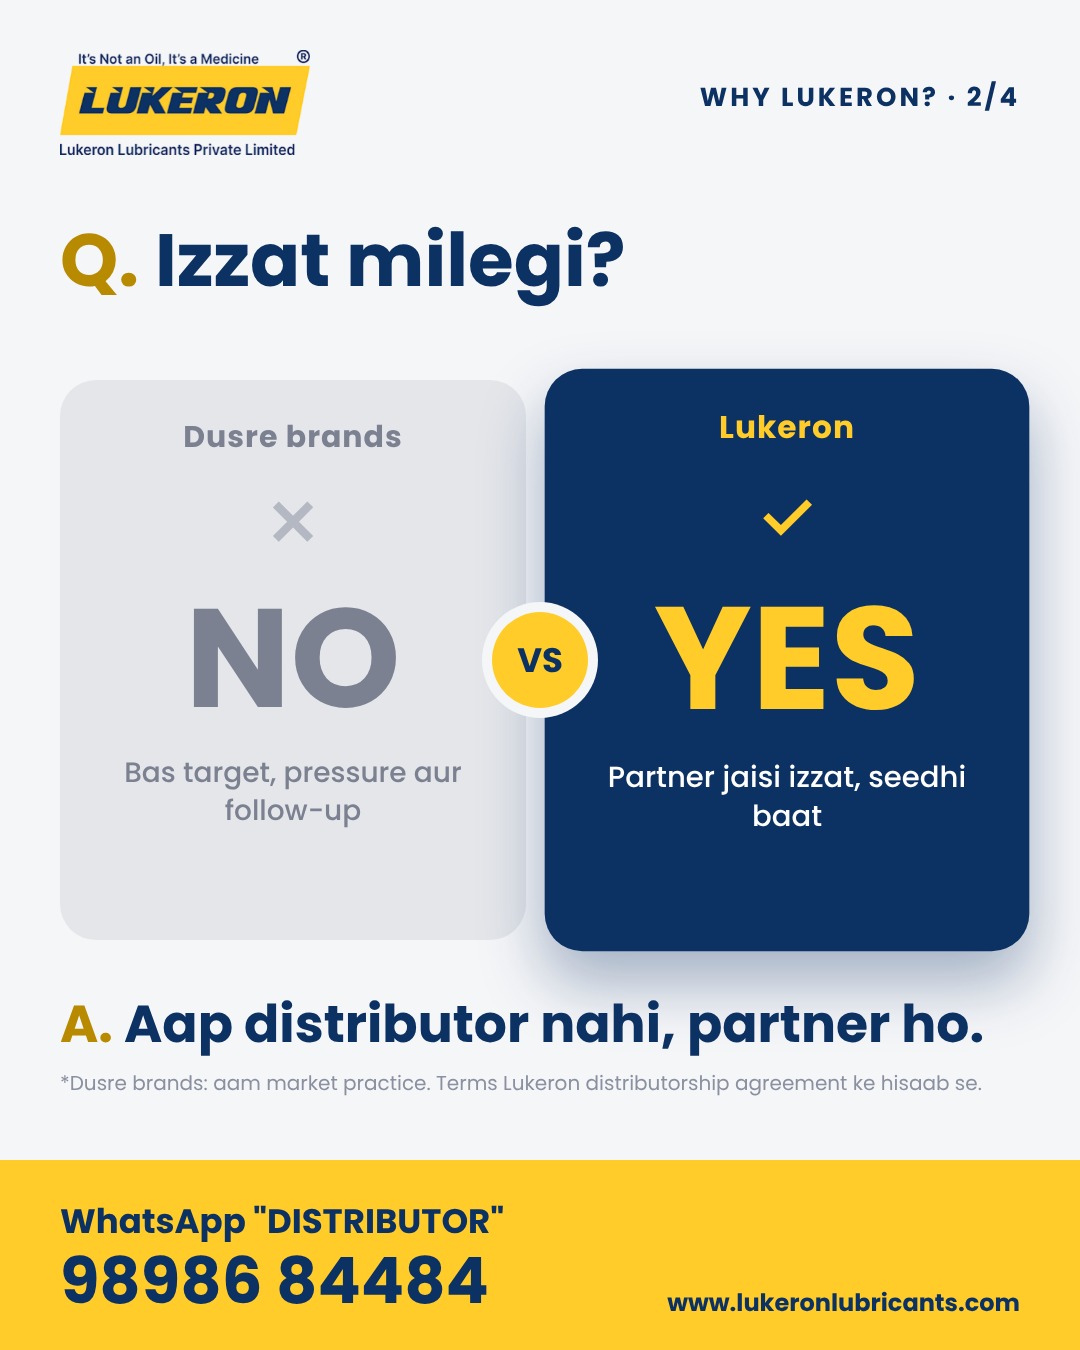 It's Not an Oil, It's a Medicine ®
LUKERON
Lukeron Lubricants Private Limited
WHY LUKERON? · 2/4
Q. Izzat milegi?
Dusre brands
NO
Bas target, pressure aur
follow-up
VS
Lukeron
YES
Partner jaisi izzat, seedhi
baat
A. Aap distributor nahi, partner ho.
*Dusre brands: aam market practice. Terms Lukeron distributorship agreement ke hisaab se.
WhatsApp "DISTRIBUTOR"
98986 84484
www.lukeronlubricants.com